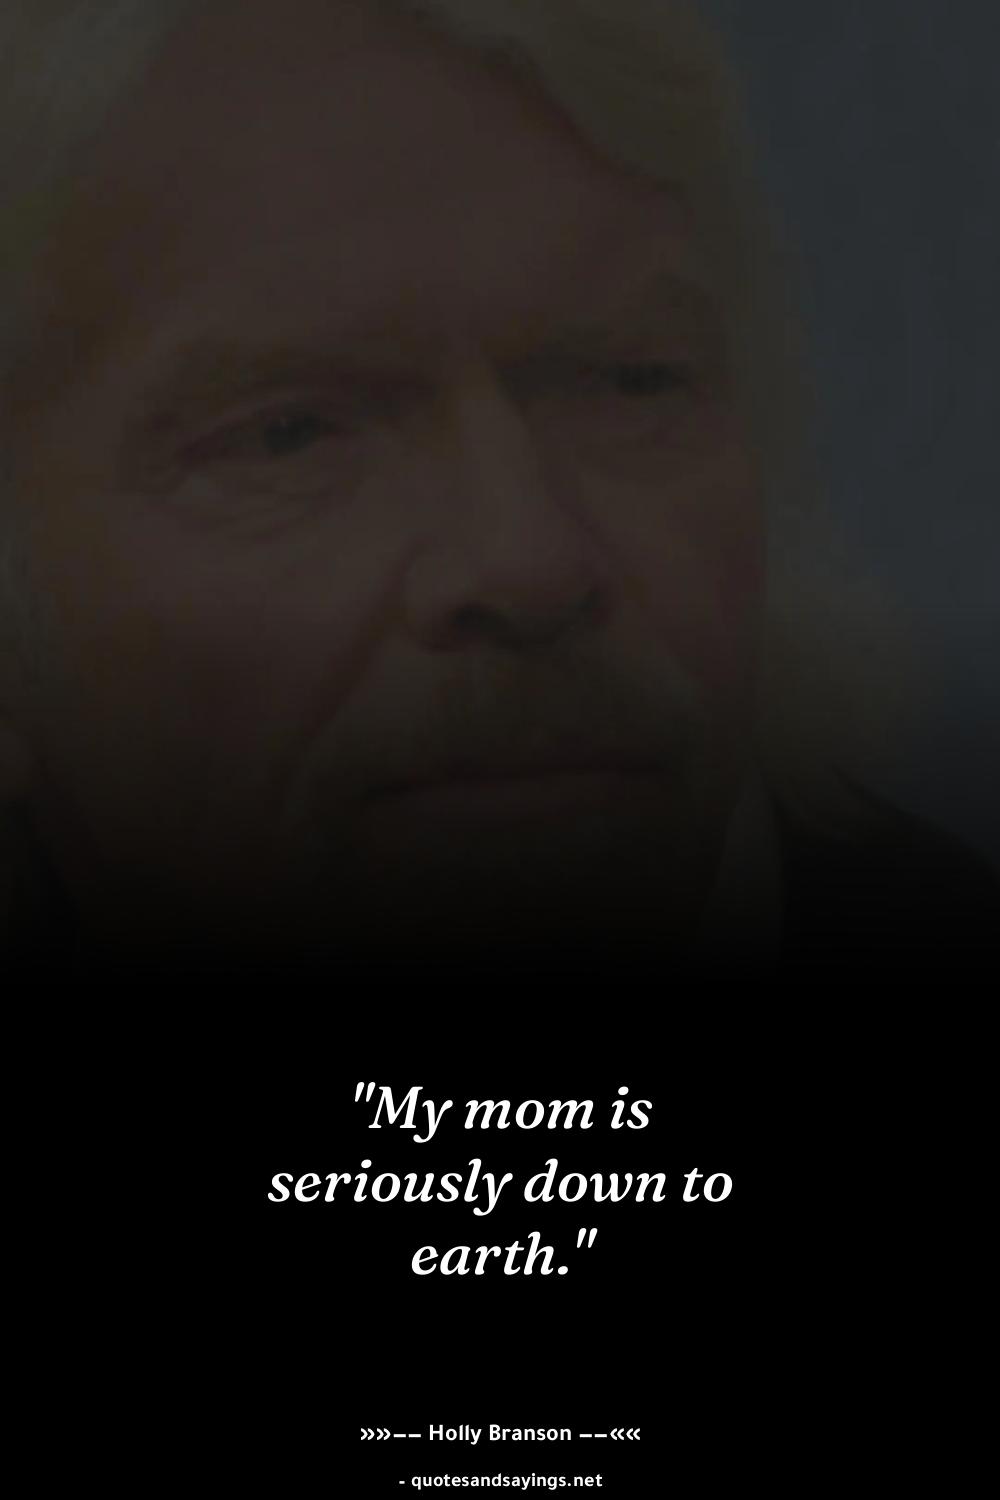 "My mom is
seriously down to
earth."
»»—— Holly Branson ——««
- quotesandsayings.net